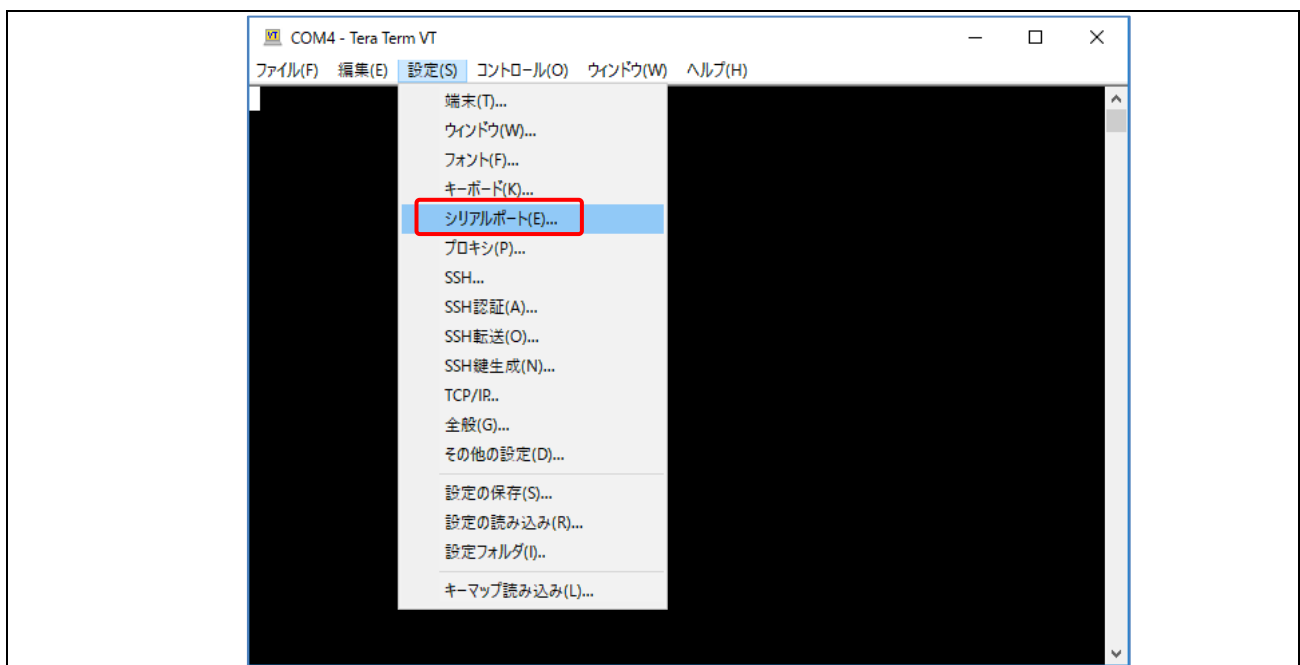 COM4 - Tera Term VT
ファイル(F) 編集(E) 設定(S) コントロール(O) ウィンドウ(W) ヘルプ(H)
端末(T)...
ウィンドウ(W)...
フォント(F)...
キーボード(K)...
シリアルポート(E)...
プロキシ(P)...
SSH...
SSH認証(A)...
SSH転送(O)...
SSH鍵生成(N)...
TCP/IP...
全般(G)...
その他の設定(D)...
設定の保存(S)...
設定の読み込み(R)...
設定フォルダ(I)..
キーマップ読み込み(L)...